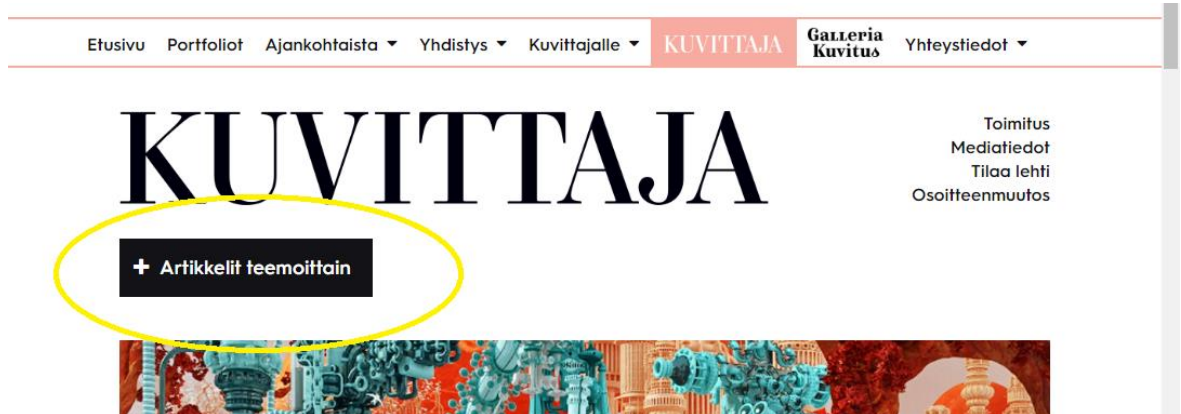 Etusivu Portfoliot Ajankohtaista Yhdistys Kuvittajalle KUVITTAJA Galleria Kuvitus Yhteystiedot
KUVITTAJA
Toimitus
Mediatiedot
Tilaa lehti
Osoitteenmuutos
+ Artikkelit teemoittain